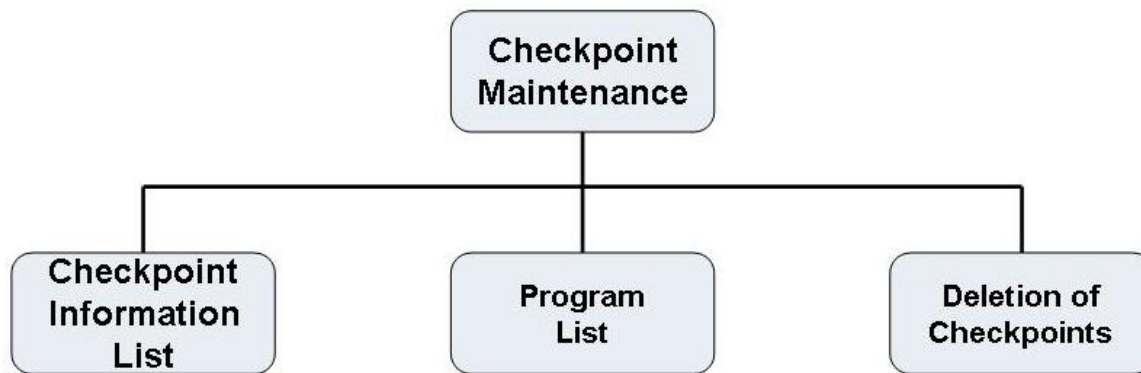 Checkpoint
Maintenance
Checkpoint
Information
List
Program
List
Deletion of
Checkpoints